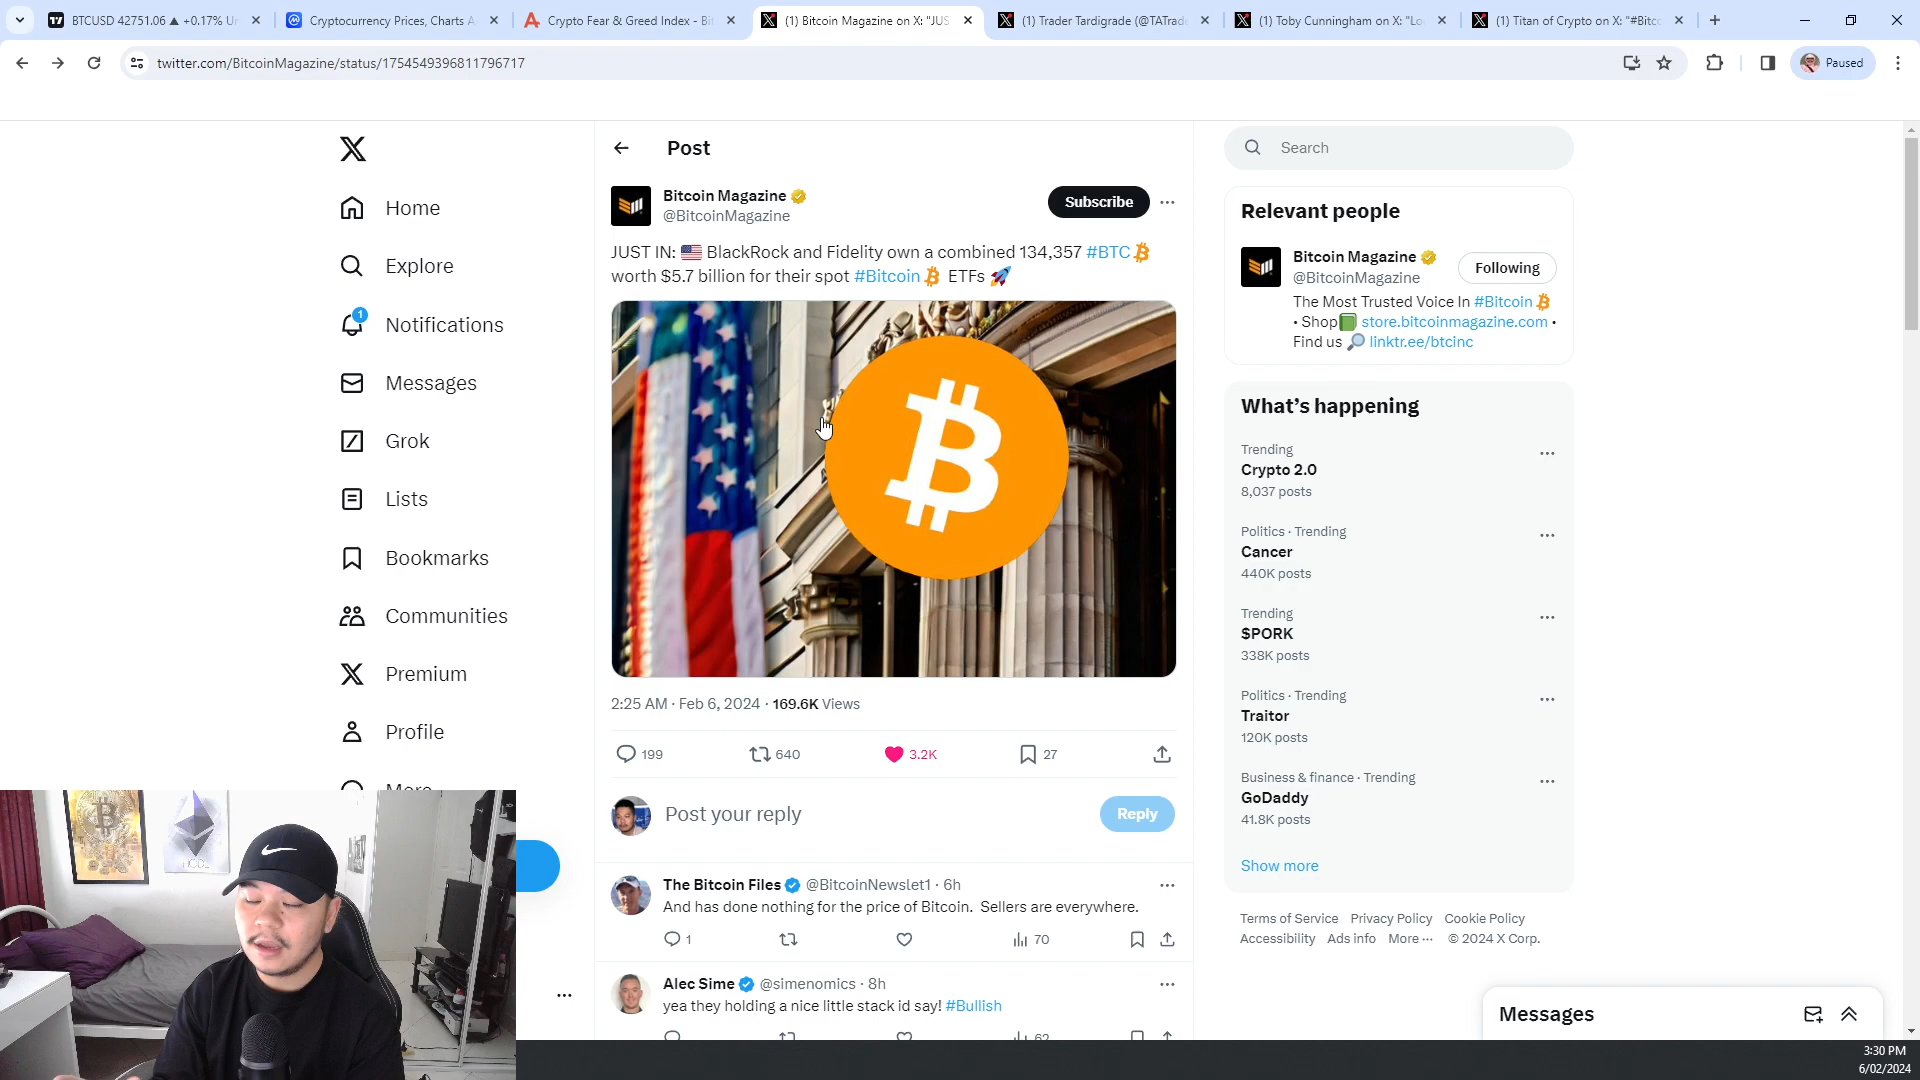 BTCUSD 42751.06 ▲ +0.17% Un
Cryptocurrency Prices, Charts A
Crypto Fear & Greed Index - Bit
(1) Bitcoin Magazine on X: "JUS
(1) Trader Tardigrade (@TATrade
(1) Toby Cunningham on X: "Lo
(1) Titan of Crypto on X: "#Bitco
twitter.com/BitcoinMagazine/status/1754549396811796717
Paused
Home
Explore
1
Notifications
Messages
Grok
Lists
Bookmarks
Communities
Premium
Profile
More
Post
Bitcoin Magazine
@BitcoinMagazine
Subscribe
JUST IN: 🇺🇸 BlackRock and Fidelity own a combined 134,357 #BTC
worth $5.7 billion for their spot #Bitcoin ETFs 🚀
2:25 AM · Feb 6, 2024 · 169.6K Views
199
640
3.2K
27
Post your reply
Reply
The Bitcoin Files @BitcoinNewslet1 · 6h
And has done nothing for the price of Bitcoin. Sellers are everywhere.
1
70
Alec Sime @simenomics · 8h
yea they holding a nice little stack id say! #Bullish
62
Search
Relevant people
Bitcoin Magazine
@BitcoinMagazine
Following
The Most Trusted Voice In #Bitcoin
• Shop📗 store.bitcoinmagazine.com •
Find us 🔎 linktr.ee/btcinc
What's happening
Trending
Crypto 2.0
8,037 posts
Politics · Trending
Cancer
440K posts
Trending
$PORK
338K posts
Politics · Trending
Traitor
120K posts
Business & finance · Trending
GoDaddy
41.8K posts
Show more
Terms of Service Privacy Policy Cookie Policy
Accessibility Ads info More ··· © 2024 X Corp.
Messages
3:30 PM
6/02/2024